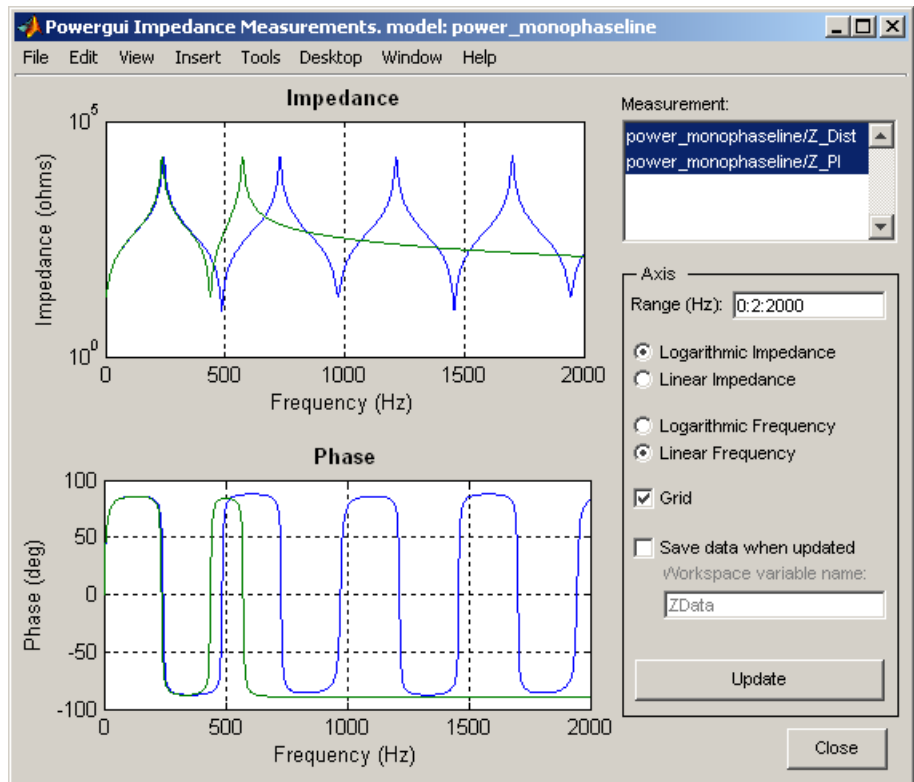 Powergui Impedance Measurements. model: power_monophaseline
File Edit View Insert Tools Desktop Window Help
Impedance
10^5
10^0
Impedance (ohms)
0 500 1000 1500 2000
Frequency (Hz)
Phase
100
50
0
-50
-100
Phase (deg)
0 500 1000 1500 2000
Frequency (Hz)
Measurement:
power_monophaseline/Z_Dist
power_monophaseline/Z_PI
Axis
Range (Hz): 0:2:2000
Logarithmic Impedance
Linear Impedance
Logarithmic Frequency
Linear Frequency
Grid
Save data when updated
Workspace variable name:
ZData
Update
Close